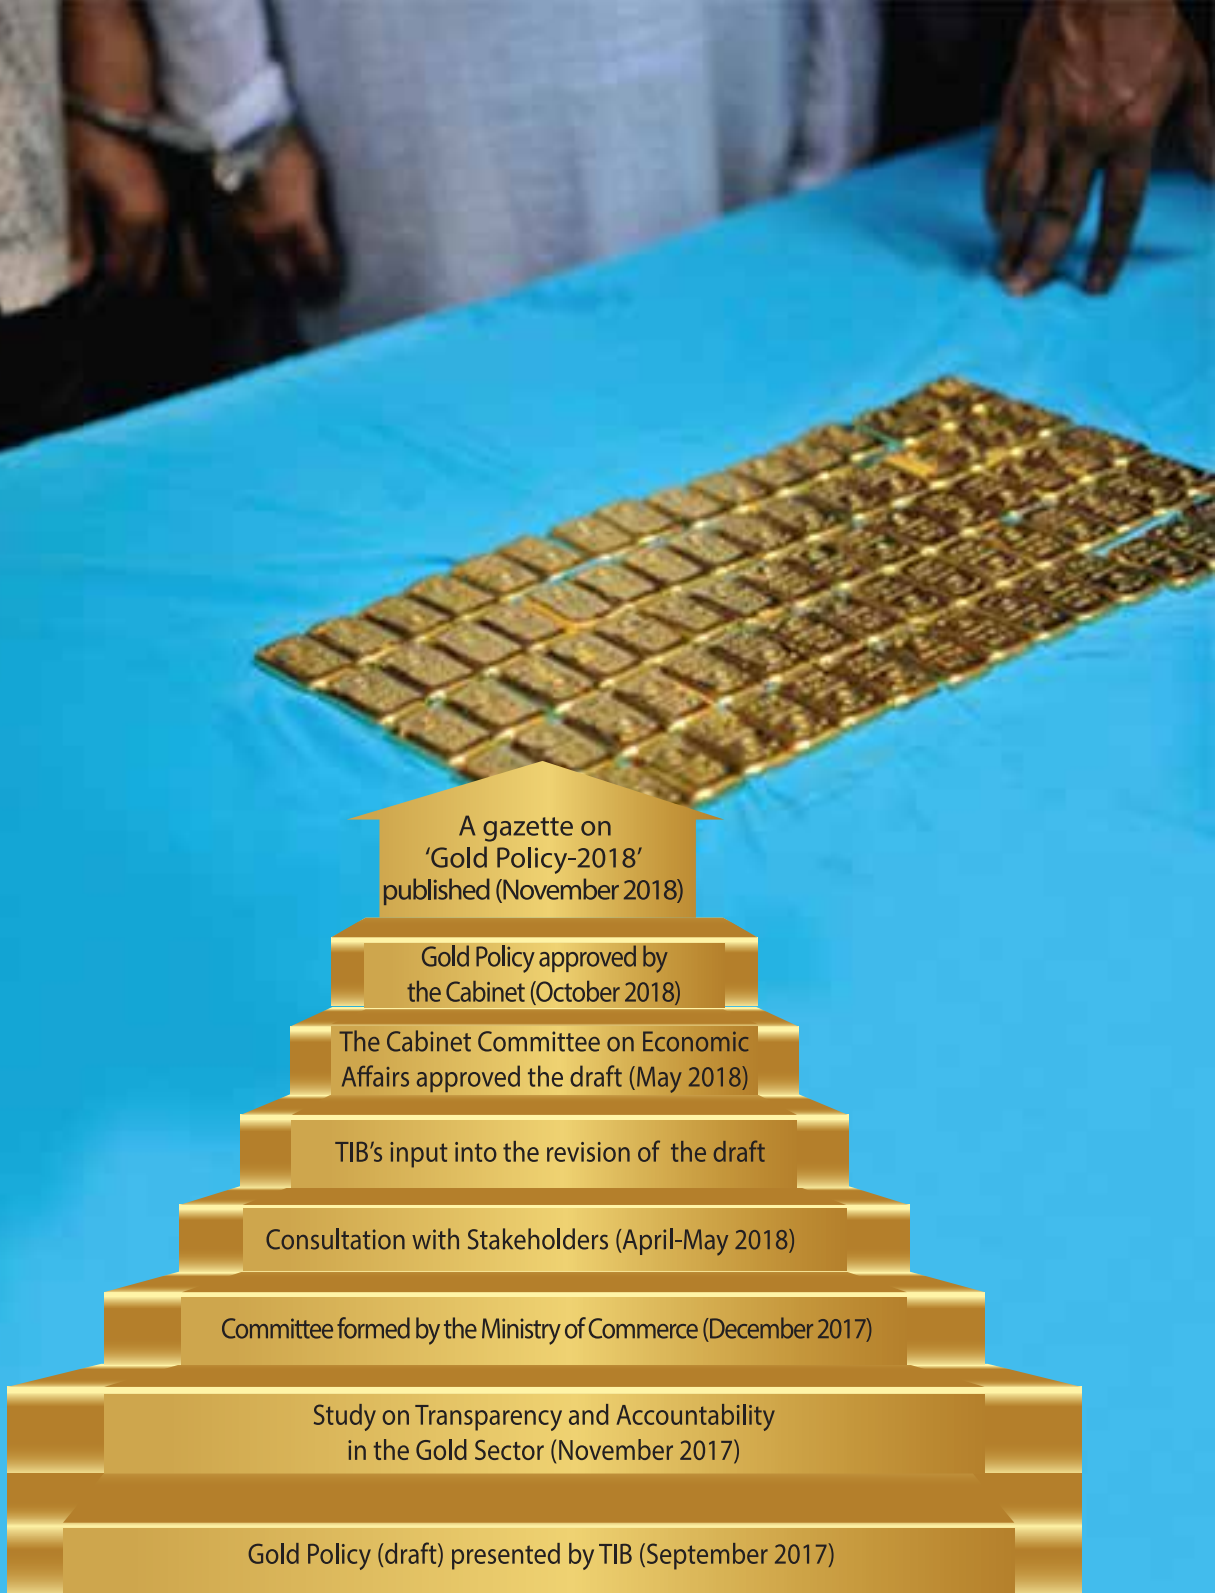 A gazette on
‘Gold Policy-2018’
published (November 2018)
Gold Policy approved by
the Cabinet (October 2018)
The Cabinet Committee on Economic
Affairs approved the draft (May 2018)
TIB’s input into the revision of the draft
Consultation with Stakeholders (April-May 2018)
Committee formed by the Ministry of Commerce (December 2017)
Study on Transparency and Accountability
in the Gold Sector (November 2017)
Gold Policy (draft) presented by TIB (September 2017)